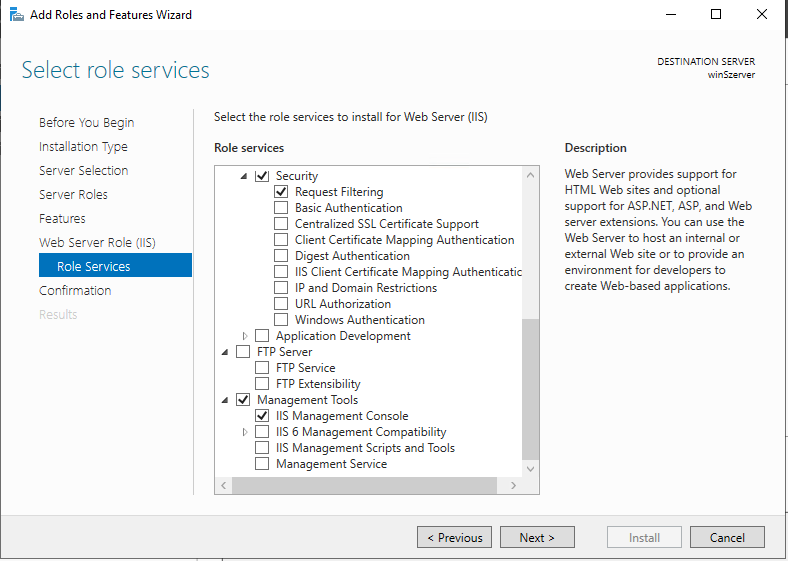 Add Roles and Features Wizard
Select role services
DESTINATION SERVER
winSzerver
Before You Begin
Installation Type
Server Selection
Server Roles
Features
Web Server Role (IIS)
Role Services
Confirmation
Results
Select the role services to install for Web Server (IIS)
Role services
Security
Request Filtering
Basic Authentication
Centralized SSL Certificate Support
Client Certificate Mapping Authentication
Digest Authentication
IIS Client Certificate Mapping Authenticatic
IP and Domain Restrictions
URL Authorization
Windows Authentication
Application Development
FTP Server
FTP Service
FTP Extensibility
Management Tools
IIS Management Console
IIS 6 Management Compatibility
IIS Management Scripts and Tools
Management Service
Description
Web Server provides support for
HTML Web sites and optional
support for ASP.NET, ASP, and Web
server extensions. You can use the
Web Server to host an internal or
external Web site or to provide an
environment for developers to
create Web-based applications.
< Previous
Next >
Install
Cancel